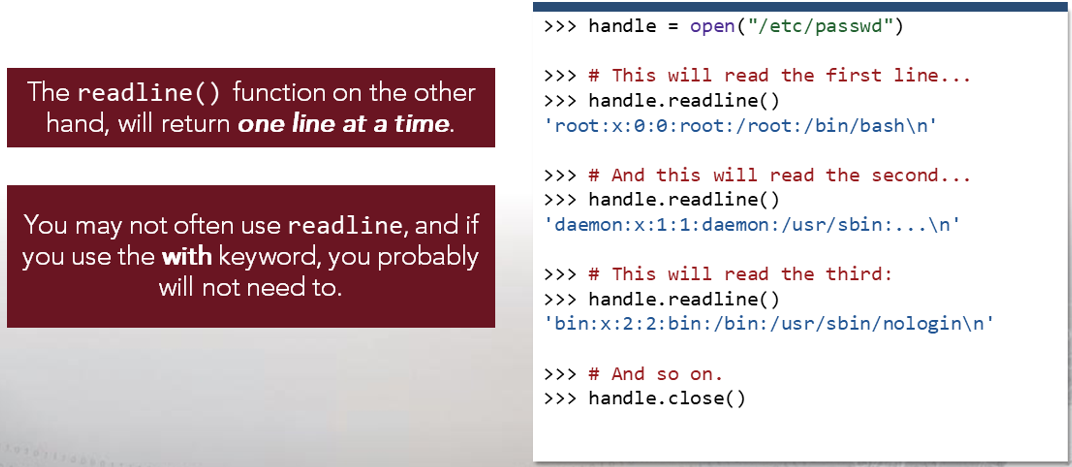 The readline() function on the other
hand, will return one line at a time.
You may not often use readline, and if
you use the with keyword, you probably
will not need to.
>>> handle = open("/etc/passwd")
>>> # This will read the first line...
>>> handle.readline()
'root:x:0:0:root:/root:/bin/bash\n'
>>> # And this will read the second...
>>> handle.readline()
'daemon:x:1:1:daemon:/usr/sbin:...\n'
>>> # This will read the third:
>>> handle.readline()
'bin:x:2:2:bin:/bin:/usr/sbin/nologin\n'
>>> # And so on.
>>> handle.close()